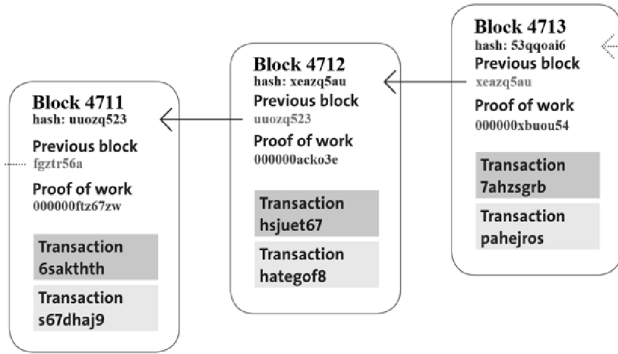 Block 4711
hash: uuozq523
Previous block
fgztr56a
Proof of work
000000ftz67zw
Transaction
6sakthth
Transaction
s67dhaj9
Block 4712
hash: xeazq5au
Previous block
uuozq523
Proof of work
000000acko3e
Transaction
hsjuet67
Transaction
hategof8
Block 4713
hash: 53qqoai6
Previous block
xeazq5au
Proof of work
000000xbuou54
Transaction
7ahzsgrb
Transaction
pahejros